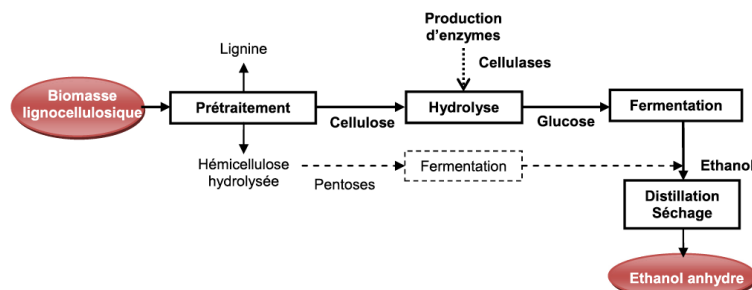 Production
d'enzymes
Lignine
Cellulases
Biomasse
lignocellulosique
Prétraitement
Hydrolyse
Fermentation
Cellulose
Glucose
Hémicellulose
hydrolysée
Pentoses
Fermentation
Ethanol
Distillation
Séchage
Ethanol anhydre